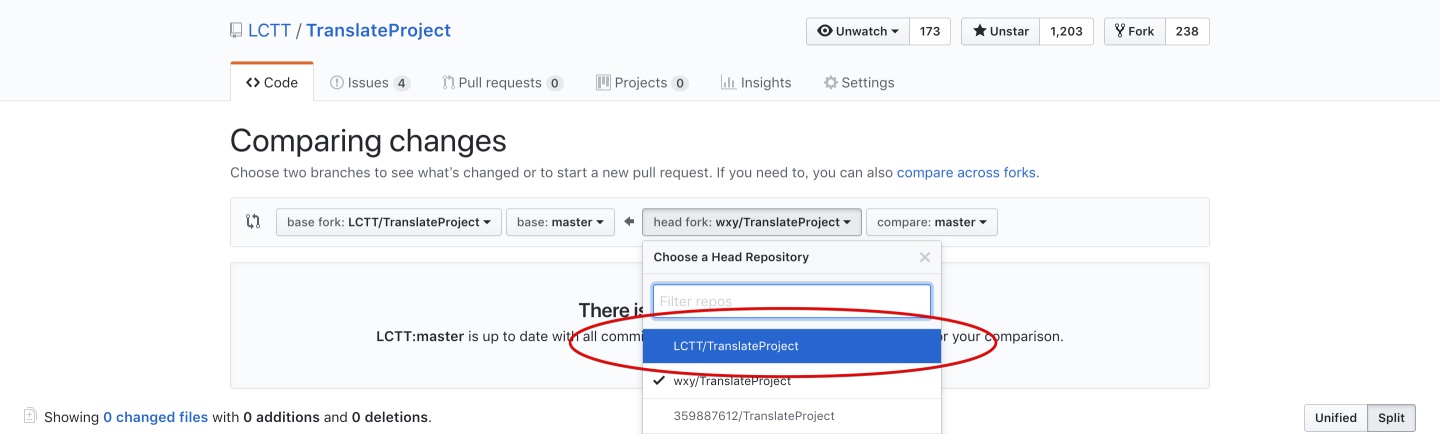 LCTT / TranslateProject
Unwatch 173 Unstar 1,203 Fork 238
Code Issues 4 Pull requests 0 Projects 0 Insights Settings
Comparing changes
Choose two branches to see what's changed or to start a new pull request. If you need to, you can also compare across forks.
base fork: LCTT/TranslateProject base: master head fork: wxy/TranslateProject compare: master
Choose a Head Repository
Filter repos
There is
LCTT:master is up to date with all commi
your comparison.
LCTT/TranslateProject
wxy/TranslateProject
359887612/TranslateProject
Showing 0 changed files with 0 additions and 0 deletions.
Unified Split